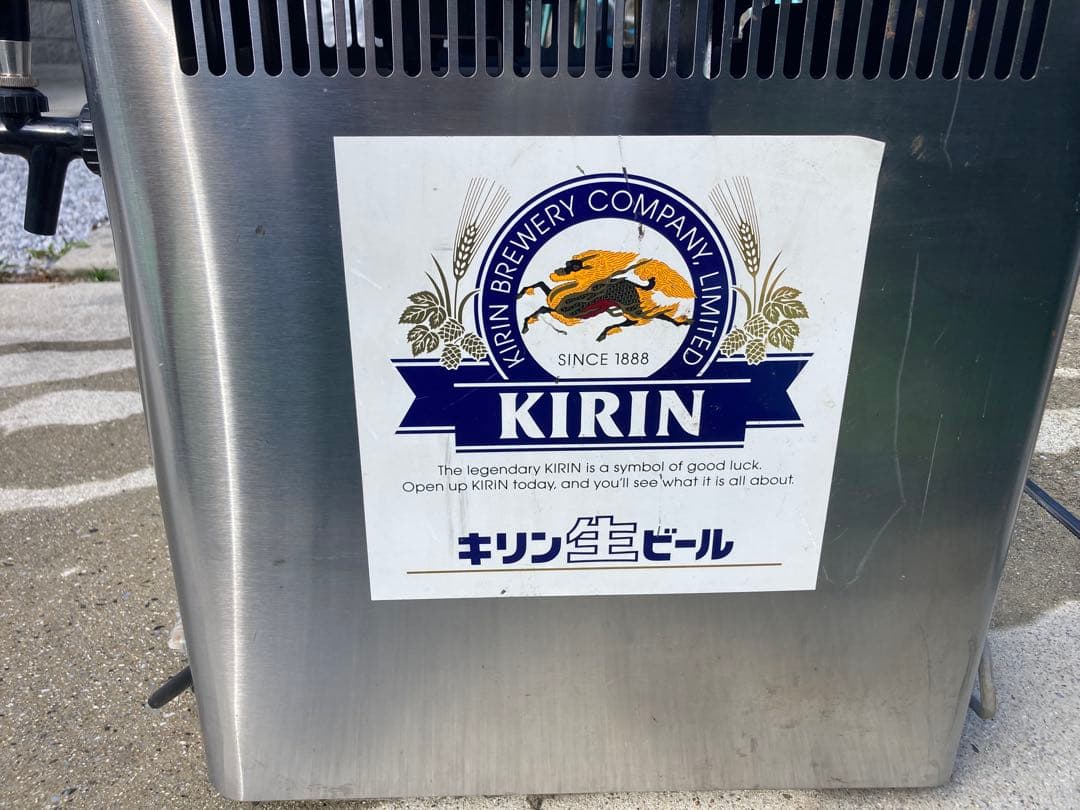 KIRIN BREWERY COMPANY, LIMITED
SINCE 1888
KIRIN
The legendary KIRIN is a symbol of good luck.
Open up KIRIN today, and you'll see what it is all about.
キリン生ビール